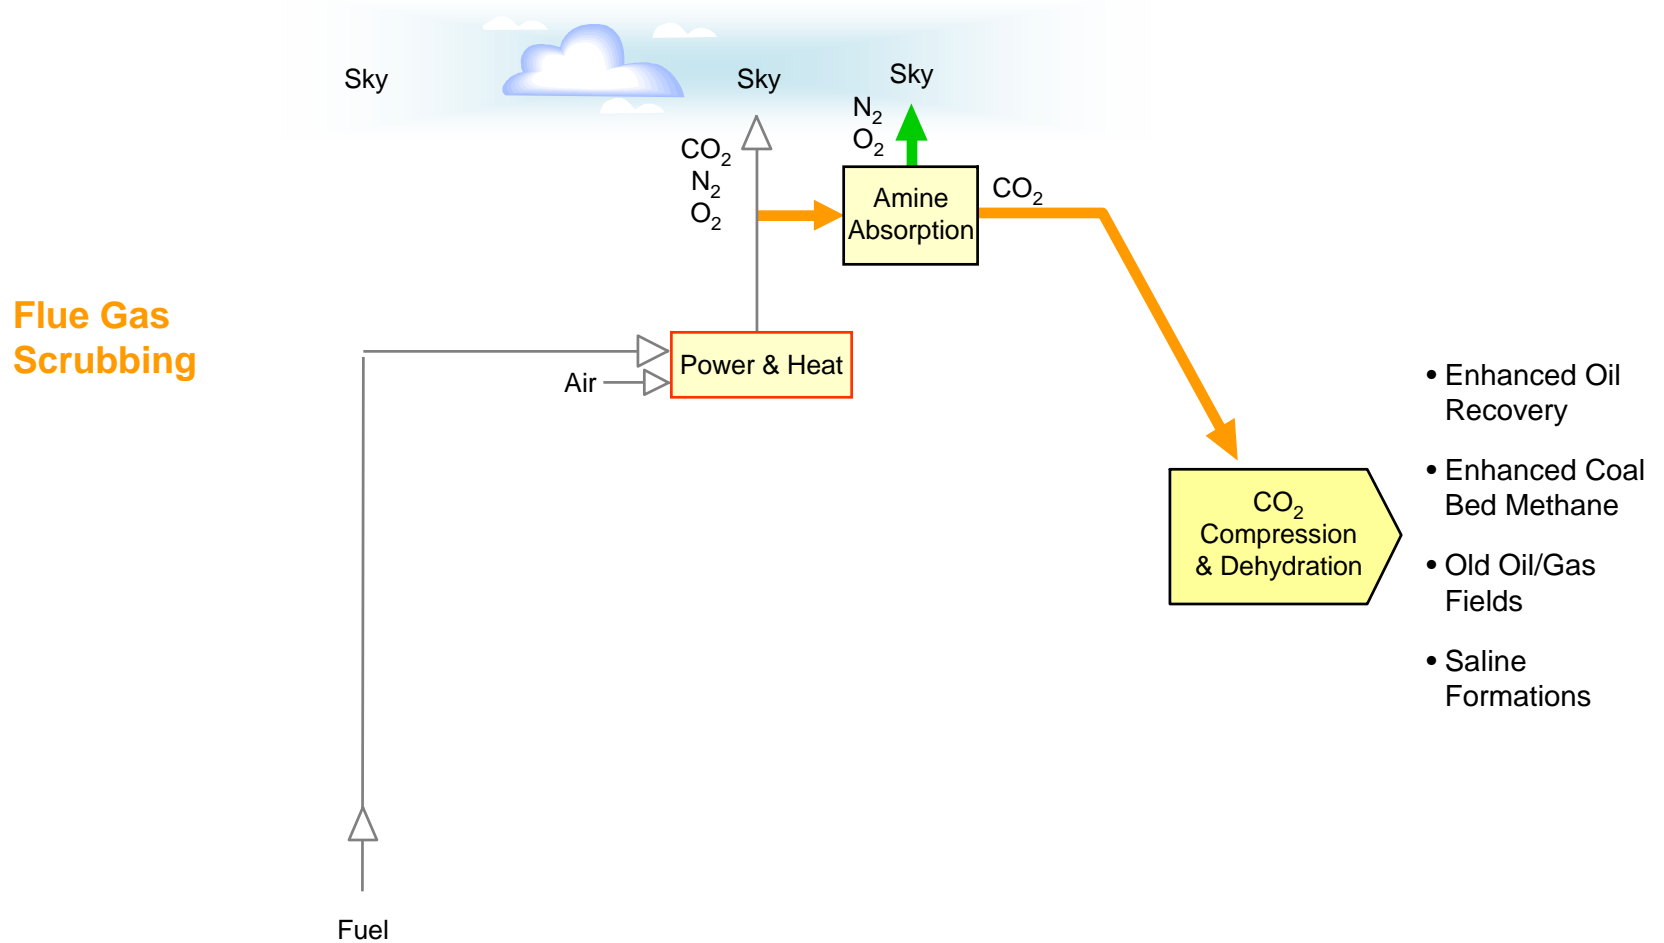 Sky
Sky
Sky
N₂
O₂
CO₂
N₂
O₂
Amine
Absorption
CO₂
Flue Gas
Scrubbing
Power & Heat
Air
• Enhanced Oil
Recovery
• Enhanced Coal
Bed Methane
CO₂
Compression
& Dehydration
• Old Oil/Gas
Fields
• Saline
Formations
Fuel